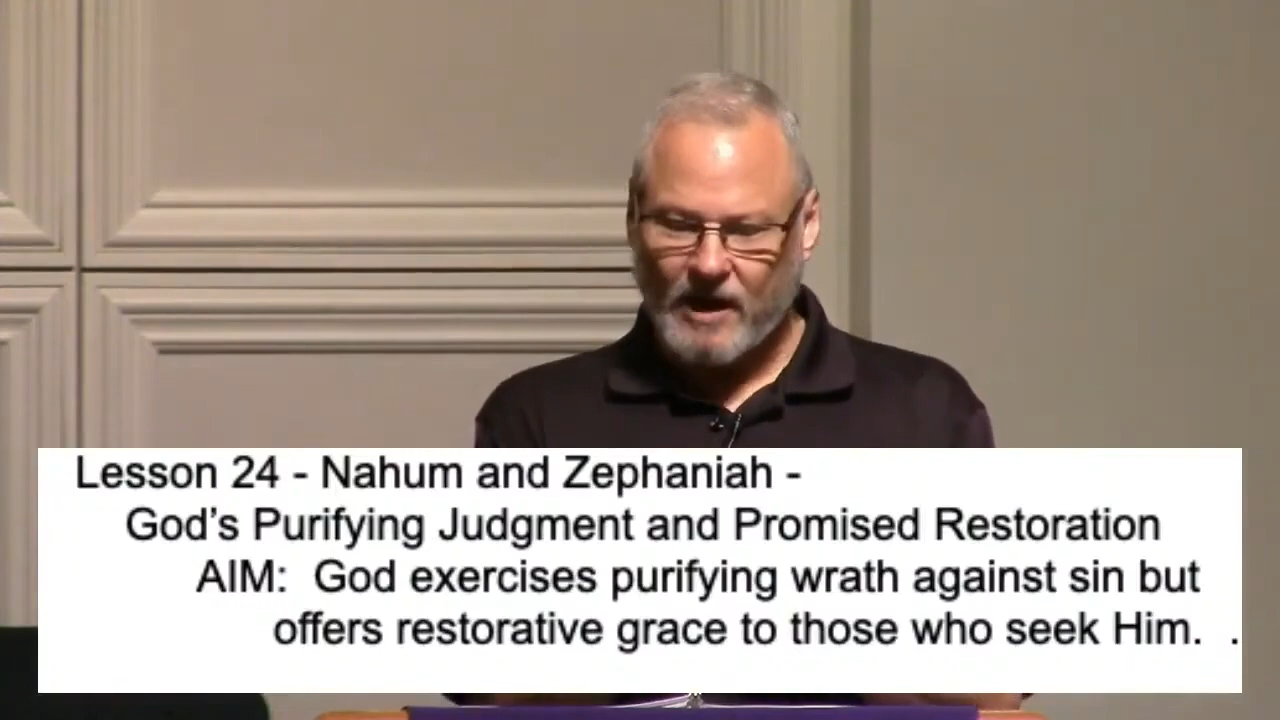 Lesson 24 - Nahum and Zephaniah -
God's Purifying Judgment and Promised Restoration
AIM:  God exercises purifying wrath against sin but
offers restorative grace to those who seek Him.  .